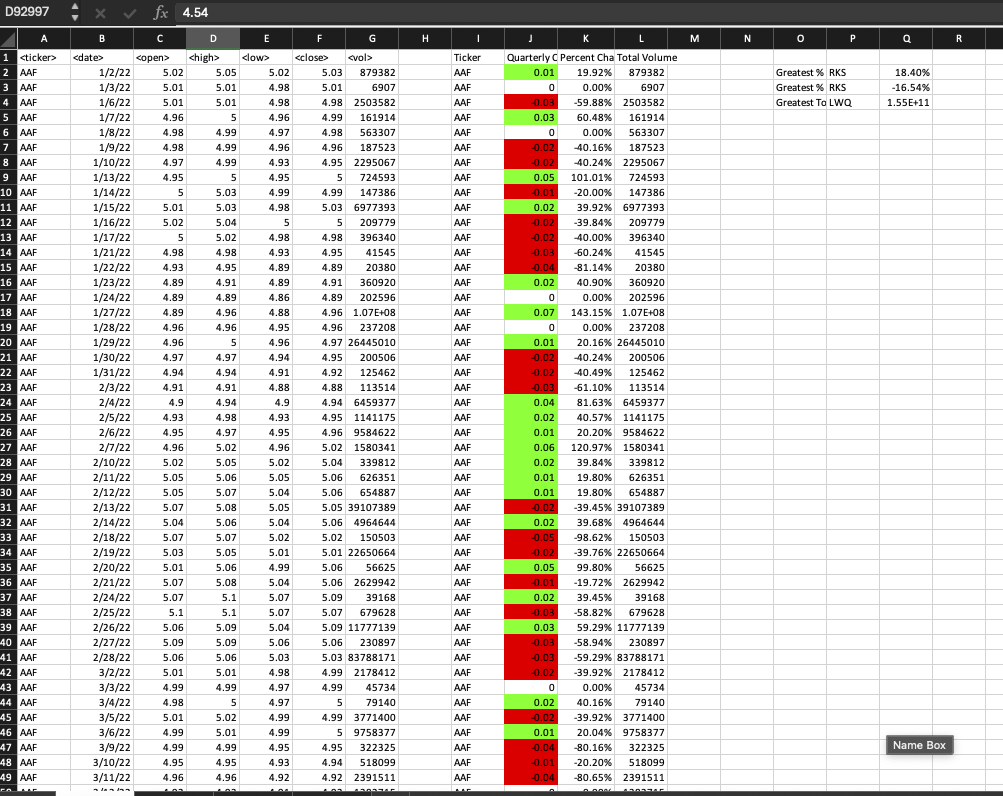 D92997 fx 4.54
A B C D E F G H I J K L M N O P Q R
1 <ticker> <date> <open> <high> <low> <close> <vol> Ticker Quarterly C Percent Cha Total Volume
2 AAF 1/2/22 5.02 5.05 5.02 5.03 879382 AAF 0.01 19.92% 879382 Greatest % RKS 18.40%
3 AAF 1/3/22 5.01 5.01 4.98 5.01 6907 AAF 0 0.00% 6907 Greatest % RKS -16.54%
4 AAF 1/6/22 5.01 5.01 4.98 4.98 2503582 AAF -0.03 -59.88% 2503582 Greatest To LWQ 1.55E+11
5 AAF 1/7/22 4.96 5 4.96 4.99 161914 AAF 0.03 60.48% 161914
6 AAF 1/8/22 4.98 4.99 4.97 4.98 563307 AAF 0 0.00% 563307
7 AAF 1/9/22 4.98 4.99 4.96 4.96 187523 AAF -0.02 -40.16% 187523
8 AAF 1/10/22 4.97 4.99 4.93 4.95 2295067 AAF -0.02 -40.24% 2295067
9 AAF 1/13/22 4.95 5 4.95 5 724593 AAF 0.05 101.01% 724593
10 AAF 1/14/22 5 5.03 4.99 4.99 147386 AAF -0.01 -20.00% 147386
11 AAF 1/15/22 5.01 5.03 4.98 5.03 6977393 AAF 0.02 39.92% 6977393
12 AAF 1/16/22 5.02 5.04 5 5 209779 AAF -0.02 -39.84% 209779
13 AAF 1/17/22 5 5.02 4.98 4.98 396340 AAF -0.02 -40.00% 396340
14 AAF 1/21/22 4.98 4.98 4.93 4.95 41545 AAF -0.03 -60.24% 41545
15 AAF 1/22/22 4.93 4.95 4.89 4.89 20380 AAF -0.04 -81.14% 20380
16 AAF 1/23/22 4.89 4.91 4.89 4.91 360920 AAF 0.02 40.90% 360920
17 AAF 1/24/22 4.89 4.89 4.86 4.89 202596 AAF 0 0.00% 202596
18 AAF 1/27/22 4.89 4.96 4.88 4.96 1.07E+08 AAF 0.07 143.15% 1.07E+08
19 AAF 1/28/22 4.96 4.96 4.95 4.96 237208 AAF 0 0.00% 237208
20 AAF 1/29/22 4.96 5 4.96 4.97 26445010 AAF 0.01 20.16% 26445010
21 AAF 1/30/22 4.97 4.97 4.94 4.95 200506 AAF -0.02 -40.24% 200506
22 AAF 1/31/22 4.94 4.94 4.91 4.92 125462 AAF -0.02 -40.49% 125462
23 AAF 2/3/22 4.91 4.91 4.88 4.88 113514 AAF -0.03 -61.10% 113514
24 AAF 2/4/22 4.9 4.94 4.9 4.94 6459377 AAF 0.04 81.63% 6459377
25 AAF 2/5/22 4.93 4.98 4.93 4.95 1141175 AAF 0.02 40.57% 1141175
26 AAF 2/6/22 4.95 4.97 4.95 4.96 9584622 AAF 0.01 20.20% 9584622
27 AAF 2/7/22 4.96 5.02 4.96 5.02 1580341 AAF 0.06 120.97% 1580341
28 AAF 2/10/22 5.02 5.05 5.02 5.04 339812 AAF 0.02 39.84% 339812
29 AAF 2/11/22 5.05 5.06 5.05 5.06 626351 AAF 0.01 19.80% 626351
30 AAF 2/12/22 5.05 5.07 5.04 5.06 654887 AAF 0.01 19.80% 654887
31 AAF 2/13/22 5.07 5.08 5.05 5.05 39107389 AAF -0.02 -39.45% 39107389
32 AAF 2/14/22 5.04 5.06 5.04 5.06 4964644 AAF 0.02 39.68% 4964644
33 AAF 2/18/22 5.07 5.07 5.02 5.02 150503 AAF -0.05 -98.62% 150503
34 AAF 2/19/22 5.03 5.05 5.01 5.01 22650664 AAF -0.02 -39.76% 22650664
35 AAF 2/20/22 5.01 5.06 4.99 5.06 56625 AAF 0.05 99.80% 56625
36 AAF 2/21/22 5.07 5.08 5.04 5.06 2629942 AAF -0.01 -19.72% 2629942
37 AAF 2/24/22 5.07 5.1 5.07 5.09 39168 AAF 0.02 39.45% 39168
38 AAF 2/25/22 5.1 5.1 5.07 5.07 679628 AAF -0.03 -58.82% 679628
39 AAF 2/26/22 5.06 5.09 5.04 5.09 11777139 AAF 0.03 59.29% 11777139
40 AAF 2/27/22 5.09 5.09 5.06 5.06 230897 AAF -0.03 -58.94% 230897
41 AAF 2/28/22 5.06 5.06 5.03 5.03 83788171 AAF -0.03 -59.29% 83788171
42 AAF 3/2/22 5.01 5.01 4.98 4.99 2178412 AAF -0.02 -39.92% 2178412
43 AAF 3/3/22 4.99 4.99 4.97 4.99 45734 AAF 0 0.00% 45734
44 AAF 3/4/22 4.98 5 4.97 5 79140 AAF 0.02 40.16% 79140
45 AAF 3/5/22 5.01 5.02 4.99 4.99 3771400 AAF -0.02 -39.92% 3771400
46 AAF 3/6/22 4.99 5.01 4.99 5 9758377 AAF 0.01 20.04% 9758377
47 AAF 3/9/22 4.99 4.99 4.95 4.95 322325 AAF -0.04 -80.16% 322325 Name Box
48 AAF 3/10/22 4.95 4.95 4.93 4.94 518099 AAF -0.01 -20.20% 518099
49 AAF 3/11/22 4.96 4.96 4.92 4.92 2391511 AAF -0.04 -80.65% 2391511